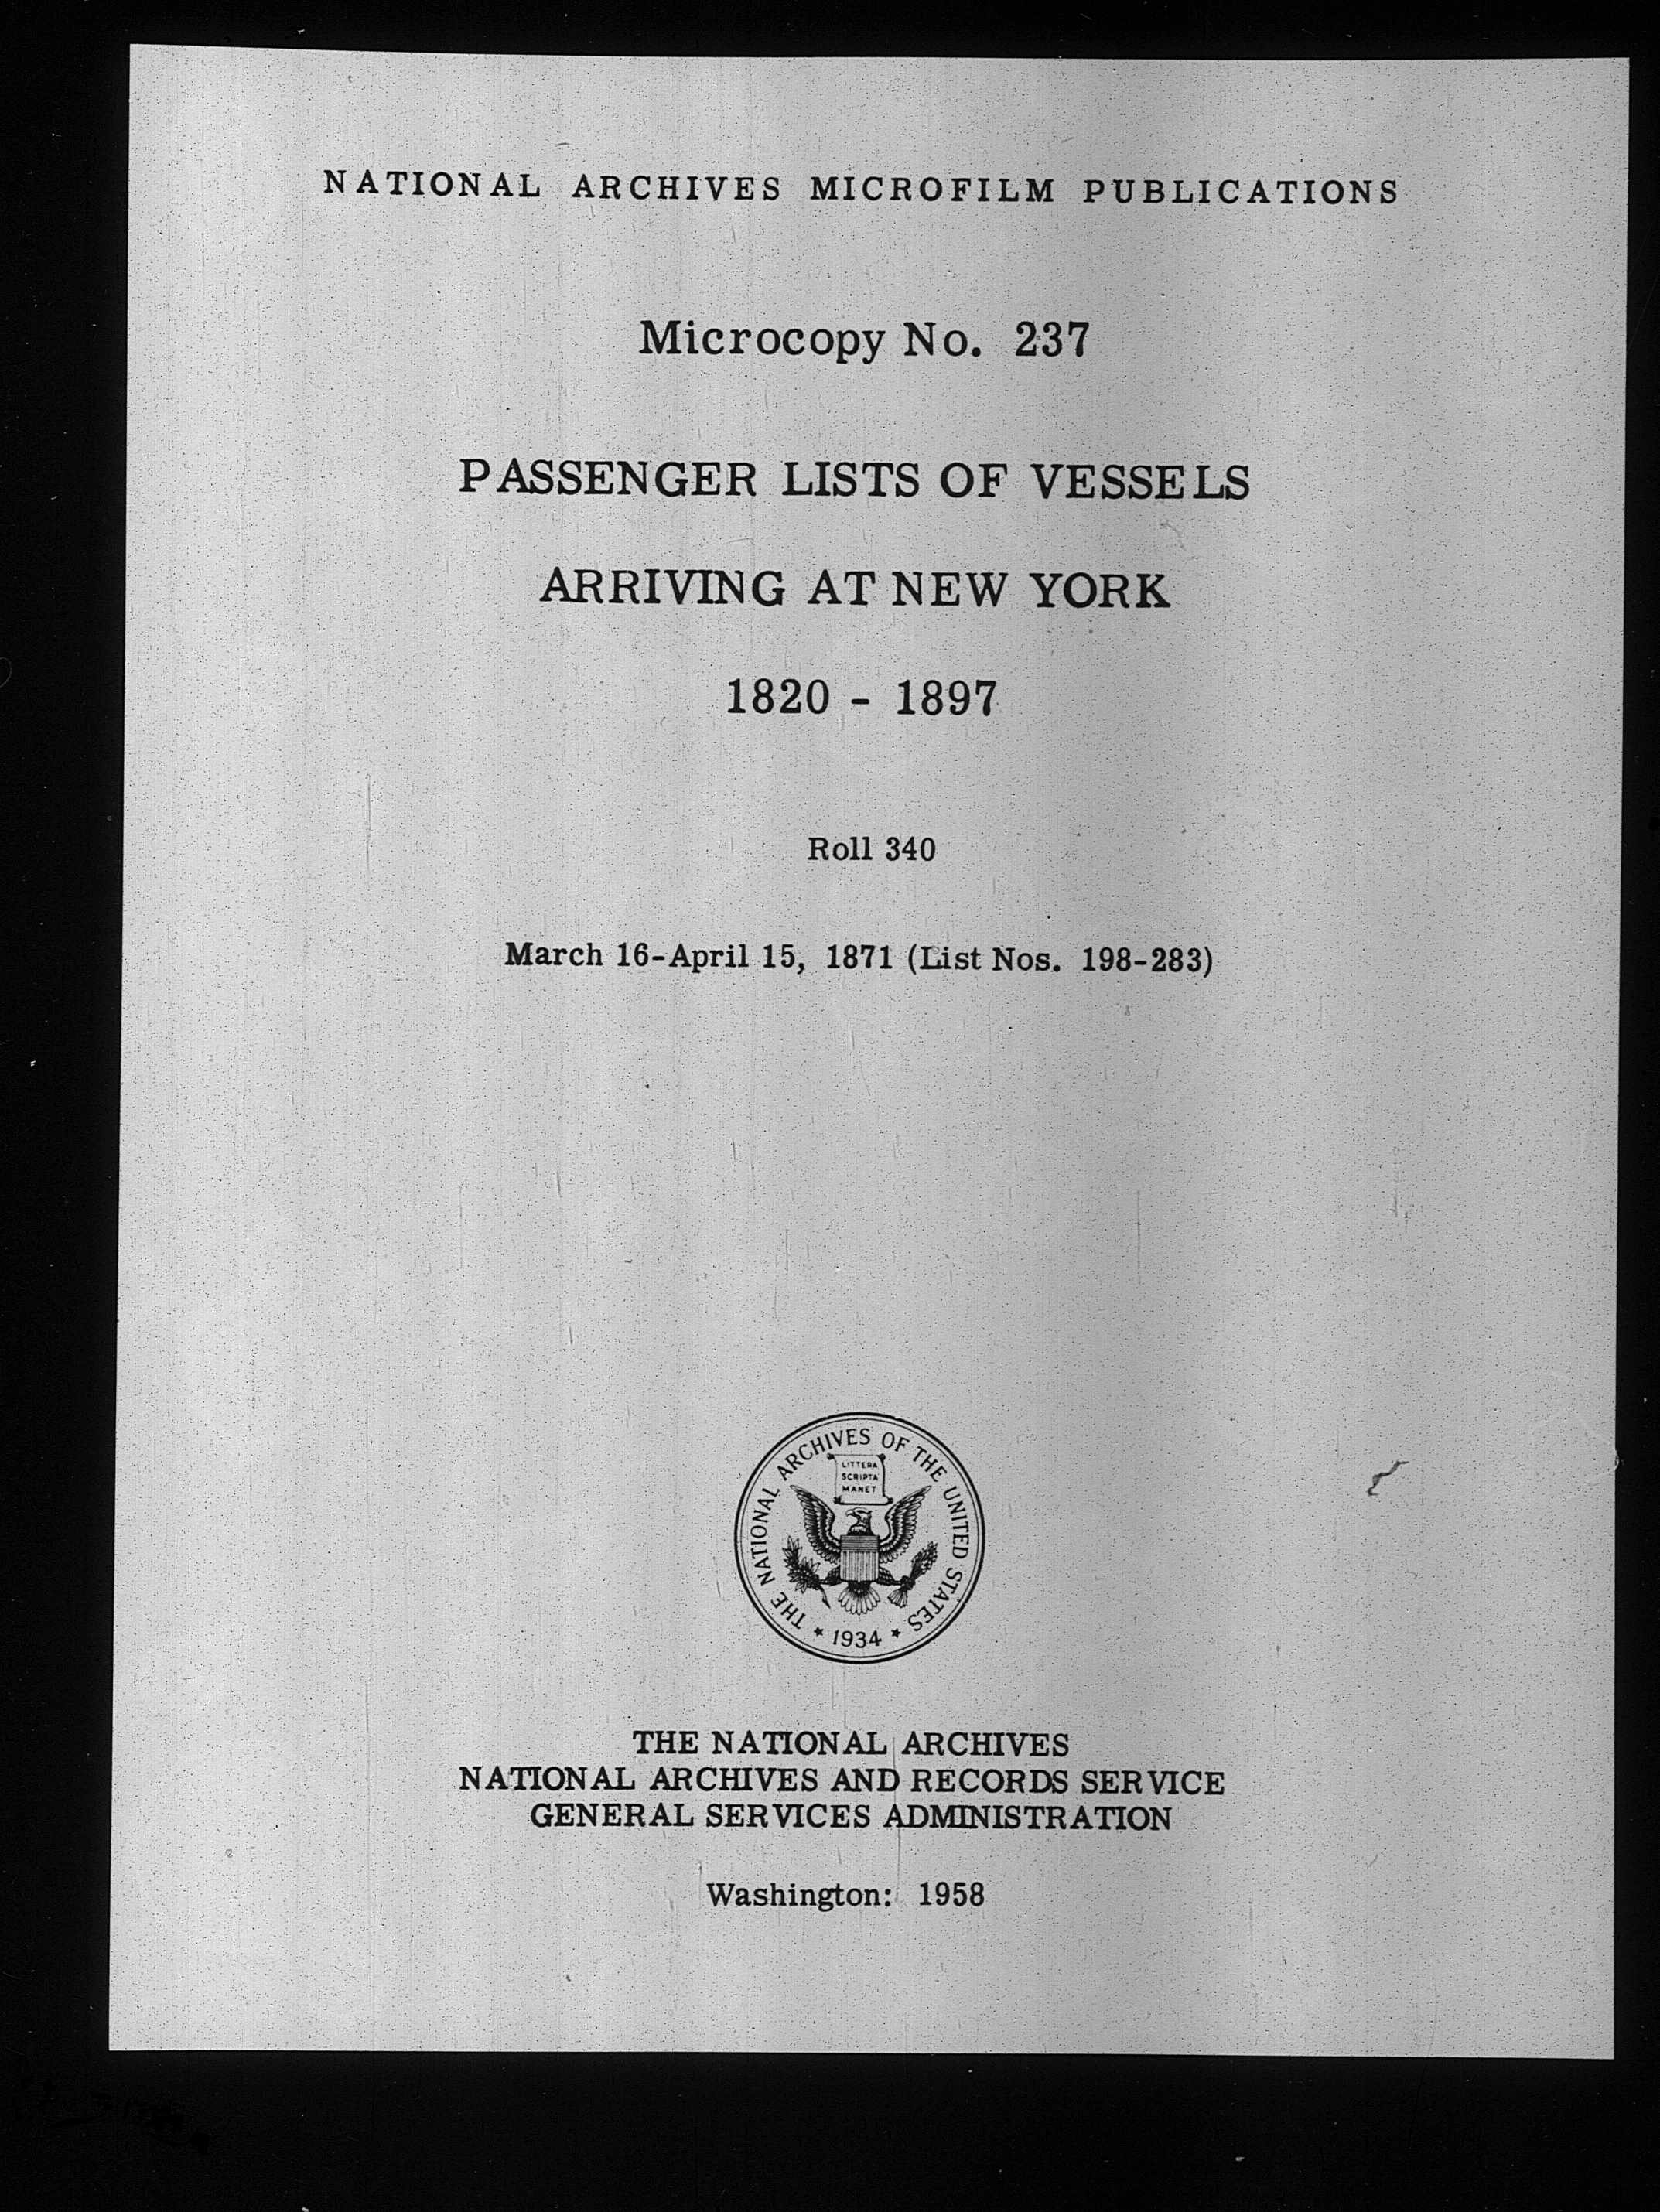 NATIONAL ARCHIVES MICROFILM PUBLICATIONS
Microcopy No. 237
PASSENGER LISTS OF VESSELS
ARRIVING AT NEW YORK
1820 - 1897
Roll 340
March 16-April 15, 1871 (List Nos. 198-283)
THE NATIONAL ARCHIVES OF THE UNITED STATES
LITTERA
SCRIPTA
MANET
★ 1934 ★
THE NATIONAL ARCHIVES
NATIONAL ARCHIVES AND RECORDS SERVICE
GENERAL SERVICES ADMINISTRATION
Washington: 1958